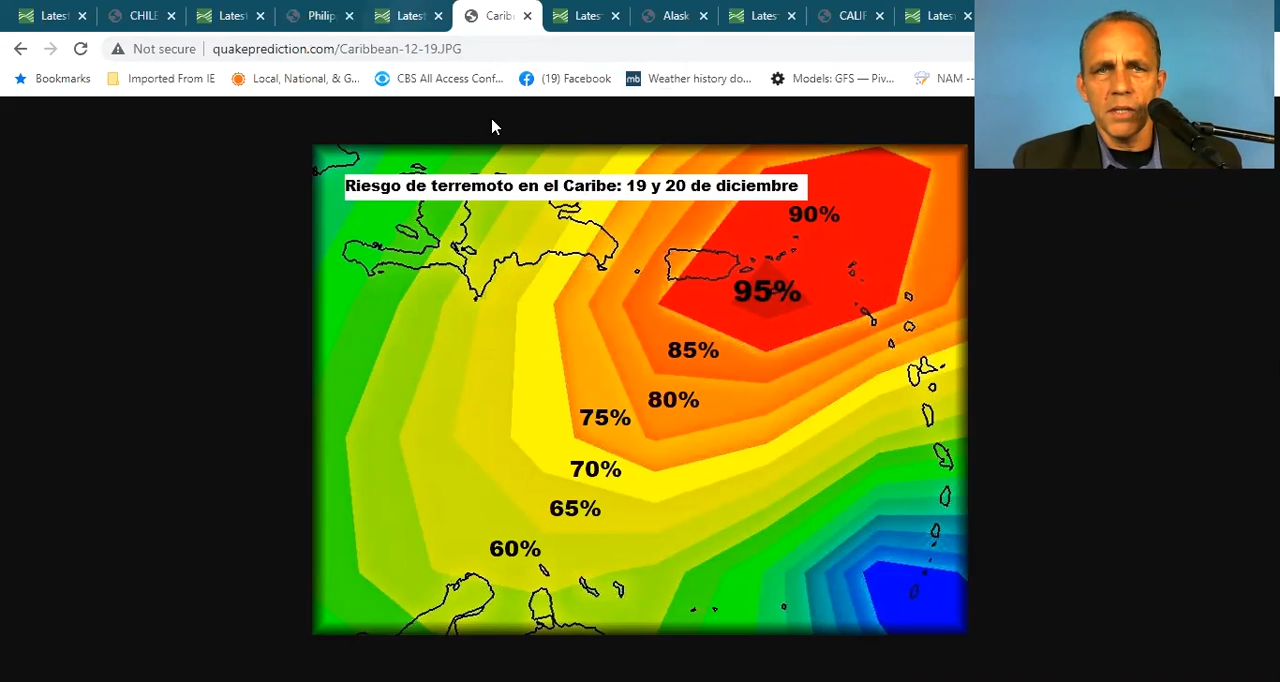 Latest
CHILE
Latest
Philip
Latest
Carib
Latest
Alask
Latest
CALIF
Latest
Not secure
quakeprediction.com/Caribbean-12-19.JPG
Bookmarks
Imported From IE
Local, National, & G...
CBS All Access Conf...
(19) Facebook
mb
Weather history do...
Models: GFS — Piv...
NAM --
Riesgo de terremoto en el Caribe: 19 y 20 de diciembre
90%
95%
85%
80%
75%
70%
65%
60%